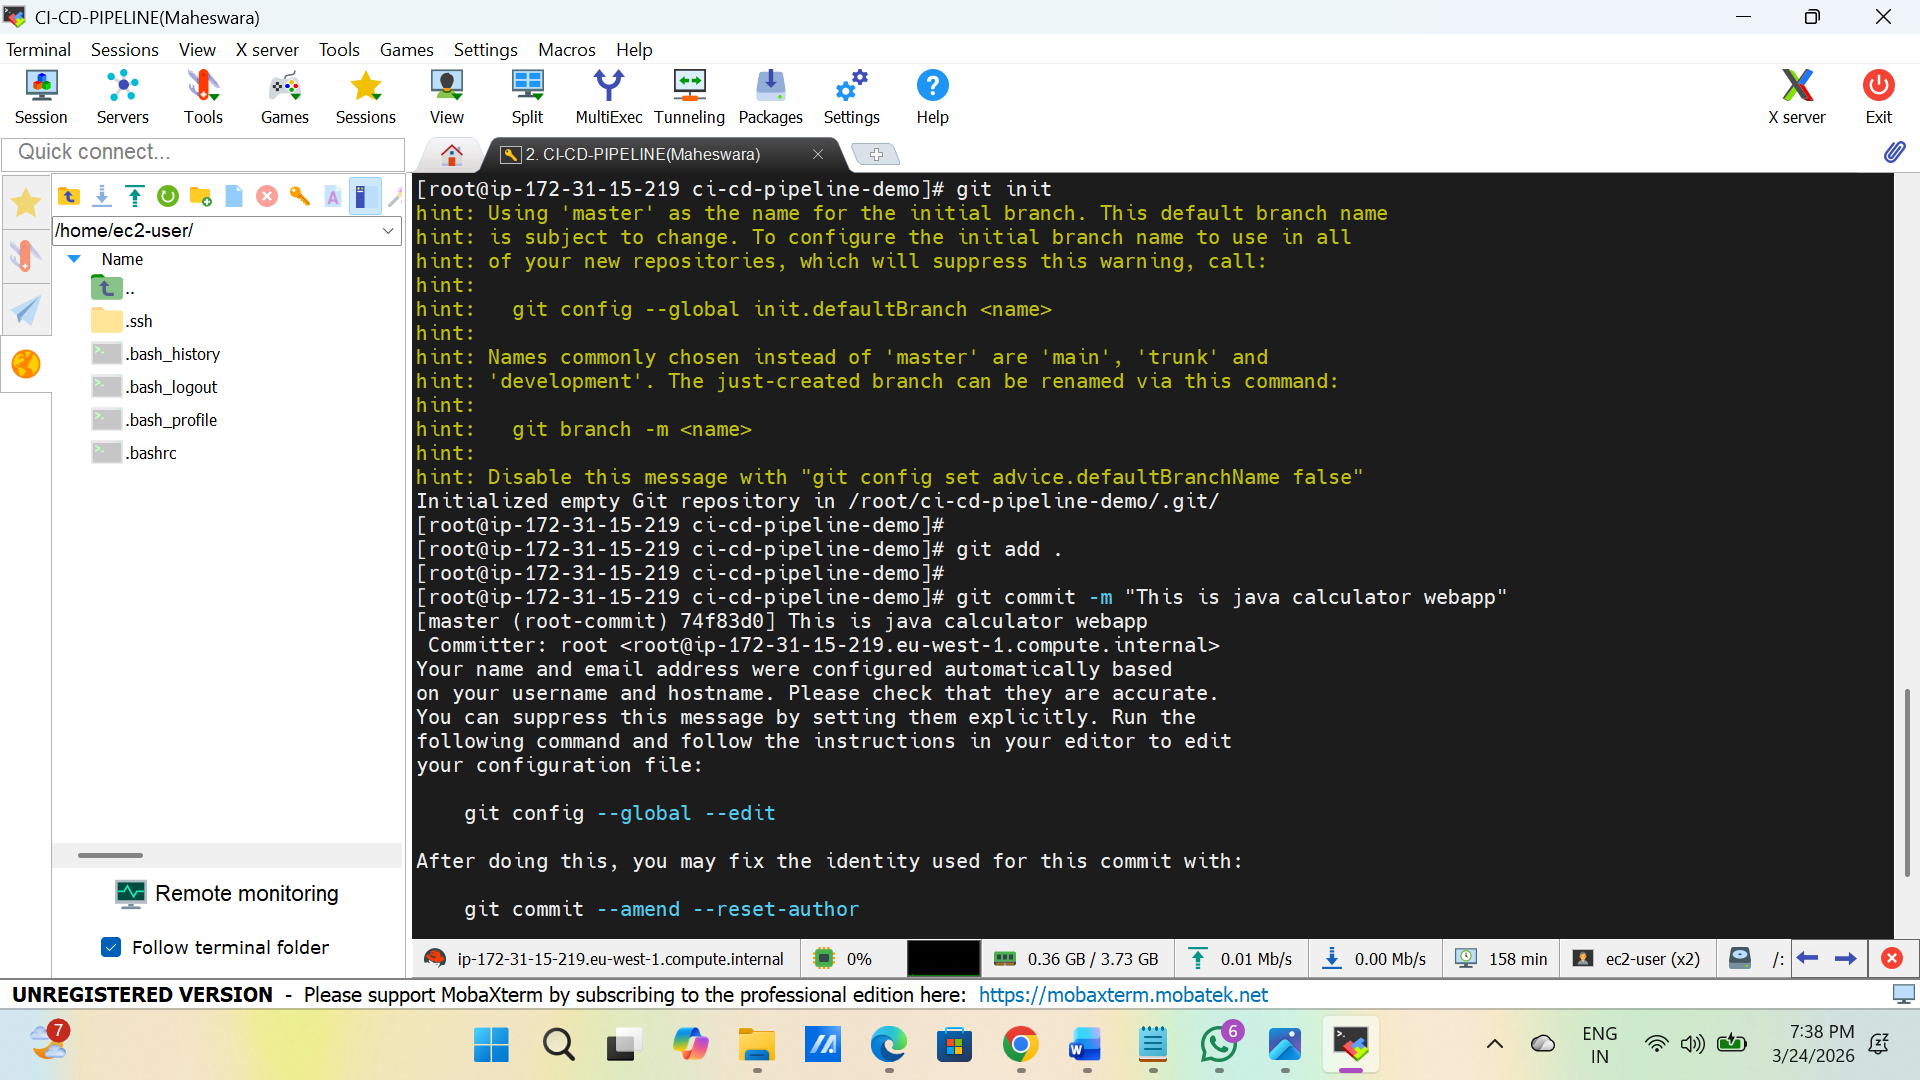 CI-CD-PIPELINE(Maheswara)
Terminal Sessions View X server Tools Games Settings Macros Help
Session Servers Tools Games Sessions View Split MultiExec Tunneling Packages Settings Help X server Exit
Quick connect...
2. CI-CD-PIPELINE(Maheswara)
/home/ec2-user/
Name
..
.ssh
.bash_history
.bash_logout
.bash_profile
.bashrc
Remote monitoring
Follow terminal folder
[root@ip-172-31-15-219 ci-cd-pipeline-demo]# git init
hint: Using 'master' as the name for the initial branch. This default branch name
hint: is subject to change. To configure the initial branch name to use in all
hint: of your new repositories, which will suppress this warning, call:
hint:
hint:   git config --global init.defaultBranch <name>
hint:
hint: Names commonly chosen instead of 'master' are 'main', 'trunk' and
hint: 'development'. The just-created branch can be renamed via this command:
hint:
hint:   git branch -m <name>
hint:
hint: Disable this message with "git config set advice.defaultBranchName false"
Initialized empty Git repository in /root/ci-cd-pipeline-demo/.git/
[root@ip-172-31-15-219 ci-cd-pipeline-demo]#
[root@ip-172-31-15-219 ci-cd-pipeline-demo]# git add .
[root@ip-172-31-15-219 ci-cd-pipeline-demo]#
[root@ip-172-31-15-219 ci-cd-pipeline-demo]# git commit -m "This is java calculator webapp"
[master (root-commit) 74f83d0] This is java calculator webapp
 Committer: root <root@ip-172-31-15-219.eu-west-1.compute.internal>
Your name and email address were configured automatically based
on your username and hostname. Please check that they are accurate.
You can suppress this message by setting them explicitly. Run the
following command and follow the instructions in your editor to edit
your configuration file:
    git config --global --edit
After doing this, you may fix the identity used for this commit with:
    git commit --amend --reset-author
ip-172-31-15-219.eu-west-1.compute.internal 0% 0.36 GB / 3.73 GB 0.01 Mb/s 0.00 Mb/s 158 min ec2-user (x2) /:
UNREGISTERED VERSION - Please support MobaXterm by subscribing to the professional edition here: https://mobaxterm.mobatek.net
7
W
6
ENG
IN
7:38 PM
3/24/2026